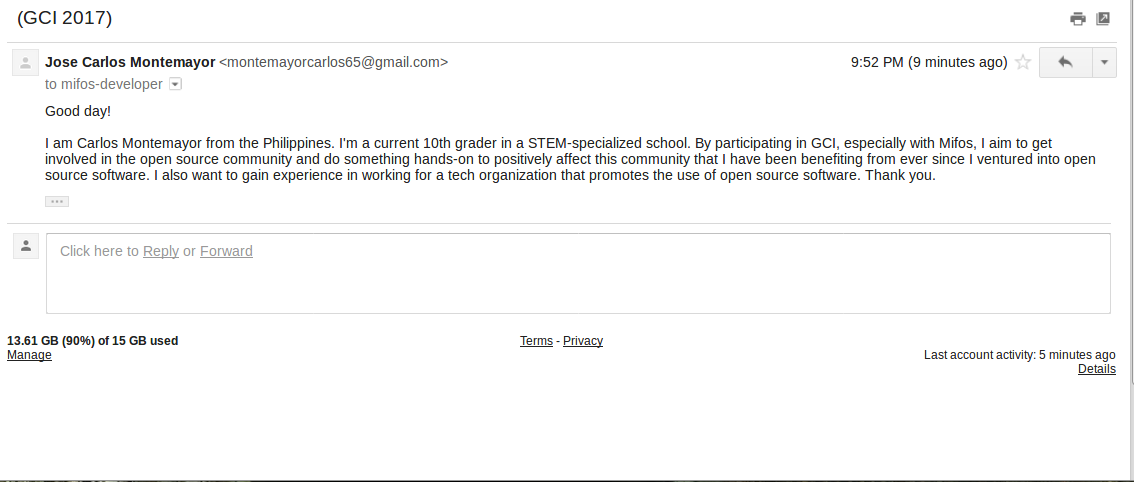 (GCI 2017)
Jose Carlos Montemayor <montemayorcarlos65@gmail.com>
9:52 PM (9 minutes ago)
to mifos-developer
Good day!
I am Carlos Montemayor from the Philippines. I'm a current 10th grader in a STEM-specialized school. By participating in GCI, especially with Mifos, I aim to get
involved in the open source community and do something hands-on to positively affect this community that I have been benefiting from ever since I ventured into open
source software. I also want to gain experience in working for a tech organization that promotes the use of open source software. Thank you.
Click here to Reply or Forward
13.61 GB (90%) of 15 GB used
Manage
Terms - Privacy
Last account activity: 5 minutes ago
Details